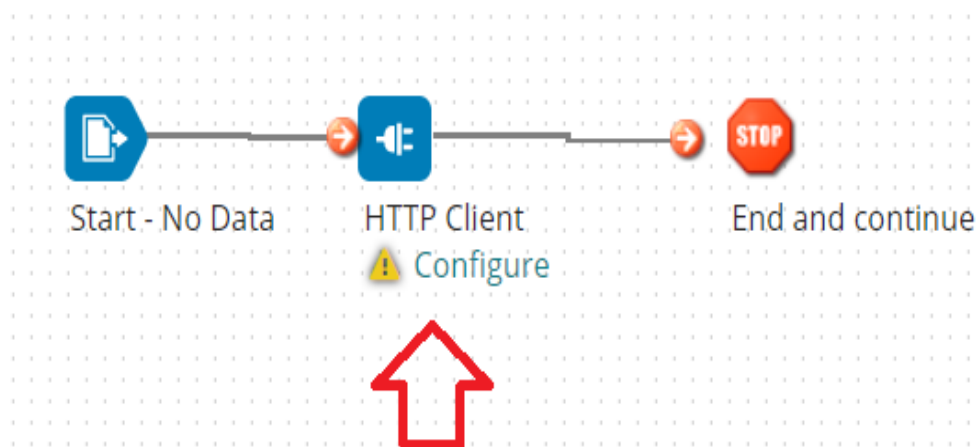 STOP
Start - No Data
HTTP Client
End and continue
Configure